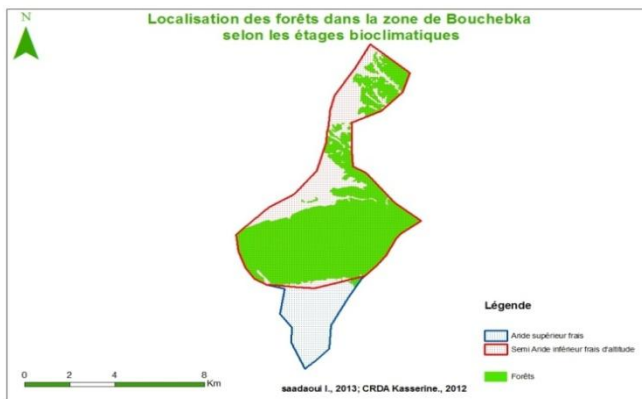 Localisation des forêts dans la zone de Bouchebka
selon les étages bioclimatiques
N
Légende
Aride supérieur frais
Semi Aride inférieur frais d'altitude
Forêts
0 2 4 8
Km
saadaoui I., 2013; CRDA Kasserine., 2012